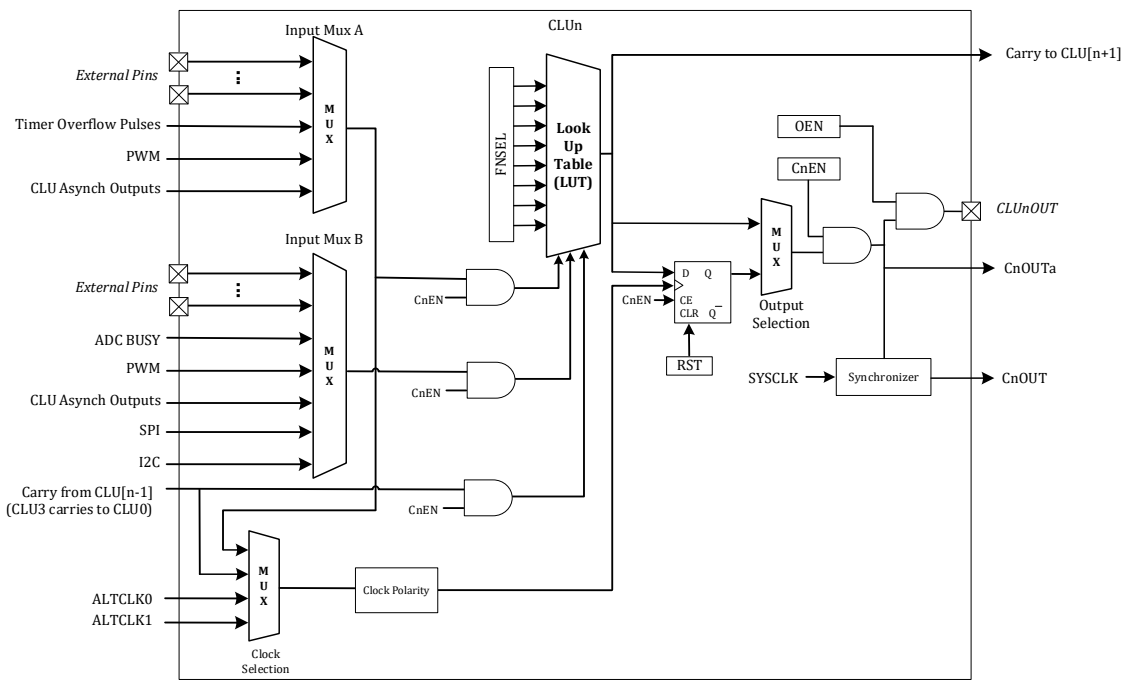 CLUn
Input Mux A
External Pins
⋮
Timer Overflow Pulses
PWM
CLU Asynch Outputs
M
U
X
FNSEL
Look
Up
Table
(LUT)
Carry to CLU[n+1]
OEN
CnEN
CLUnOUT
CnOUTa
Input Mux B
External Pins
⋮
ADC BUSY
PWM
CLU Asynch Outputs
SPI
I2C
M
U
X
CnEN
CnEN
CnEN
CnEN
D Q
CE
CLR Q
RST
M
U
X
Output
Selection
SYSCLK
Synchronizer
CnOUT
Carry from CLU[n-1]
(CLU3 carries to CLU0)
ALTCLK0
ALTCLK1
M
U
X
Clock
Selection
Clock Polarity